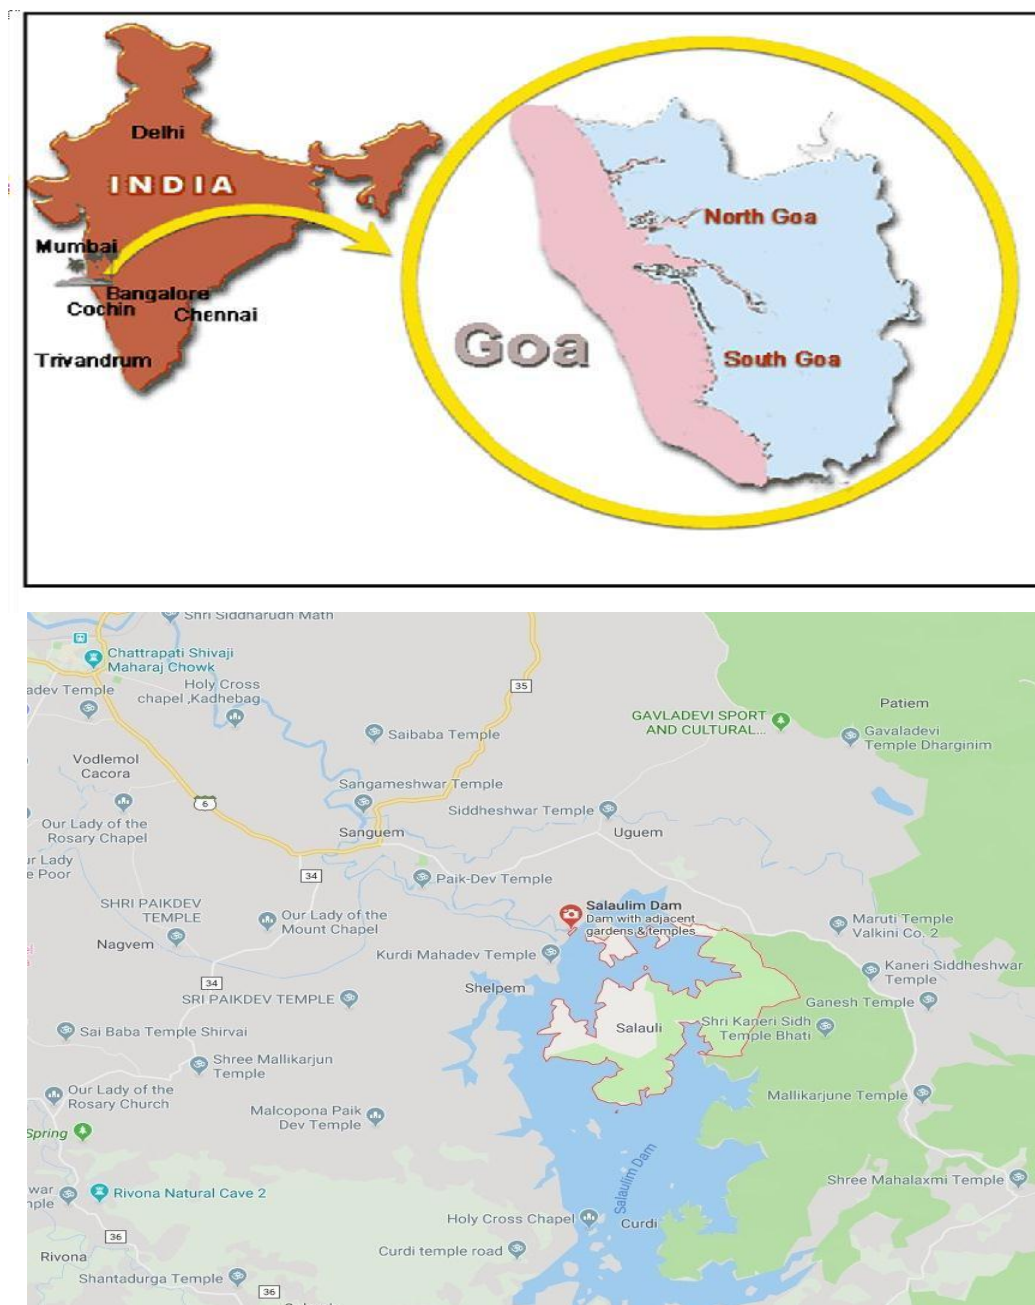 Delhi
INDIA
Mumbai
Bangalore
Cochin
Chennai
Trivandrum
Goa
North Goa
South Goa
Shri Siddharudh Math
Chattrapati Shivaji
Maharaj Chowk
Holy Cross
chapel ,Kadhebag
35
Patiem
GAVLADEVI SPORT
AND CULTURAL...
Gavaladevi
Temple Dharginim
Saibaba Temple
Vodlemol
Cacora
Sangameshwar Temple
6
Siddheshwar Temple
Our Lady of the
Rosary Chapel
Sanguem
Uguem
34
Paik-Dev Temple
SHRI PAIKDEV
TEMPLE
Our Lady of the
Mount Chapel
Salaulim Dam
Dam with adjacent
gardens & temples
Maruti Temple
Valkini Co. 2
Nagvem
Kurdi Mahadev Temple
Kaneri Siddheshwar
Temple
34
SRI PAIKDEV TEMPLE
Shelpem
Ganesh Temple
Sai Baba Temple Shirvai
Salauli
Shri Kaneri Sidh
Temple Bhati
Shree Mallikarjun
Temple
Our Lady of the
Rosary Church
Malcopona Paik
Dev Temple
Mallikarjune Temple
Spring
Salaulim Dam
Shree Mahalaxmi Temple
Rivona Natural Cave 2
Holy Cross Chapel
Curdi
36
Rivona
Curdi temple road
Shantadurga Temple
36